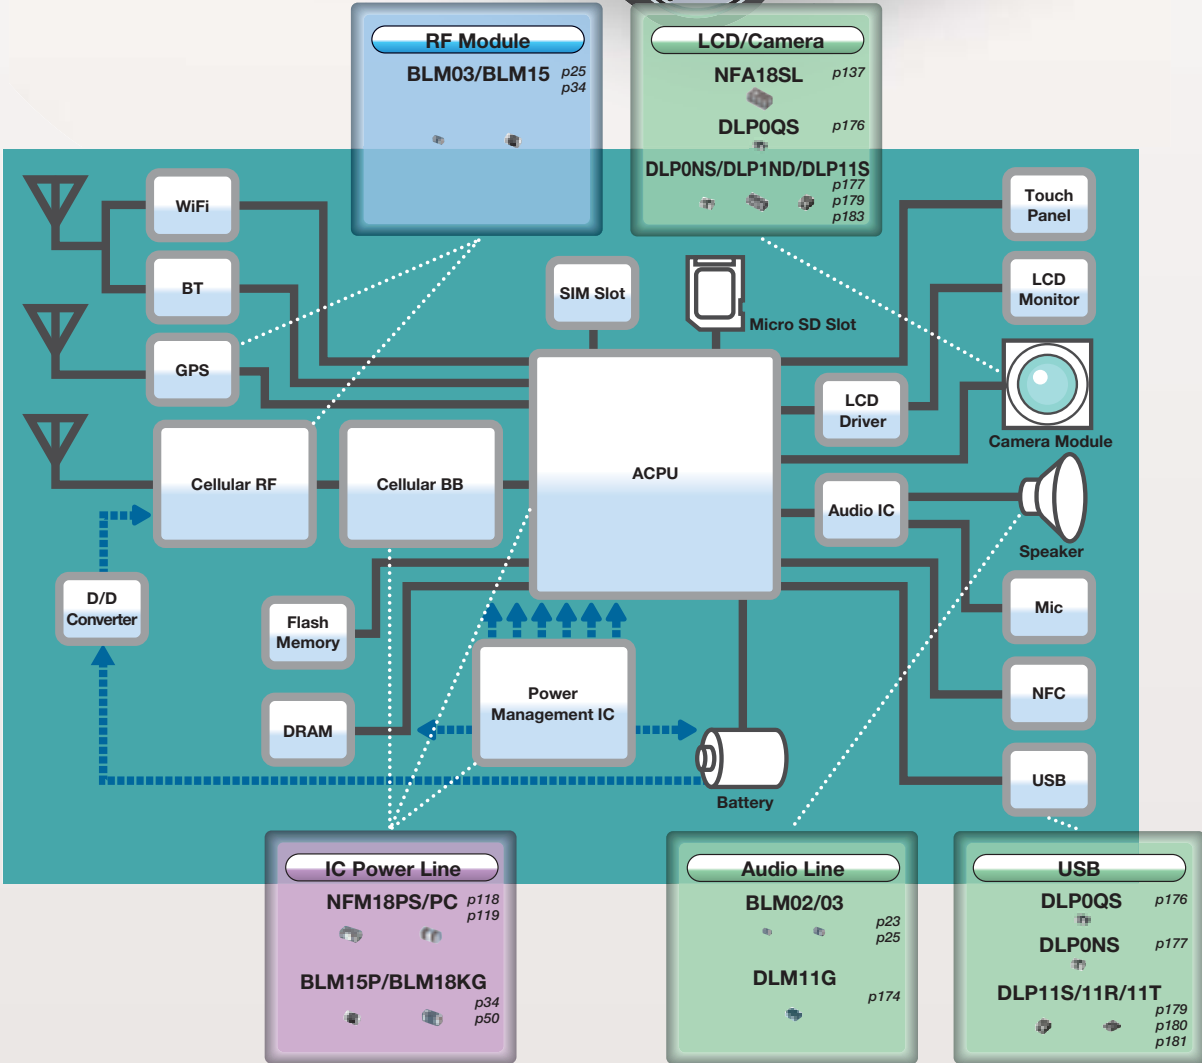 RF Module
BLM03/BLM15 p25
p34
LCD/Camera
NFA18SL p137
DLP0QS p176
DLP0NS/DLP1ND/DLP11S
p177
p179
p183
WiFi
BT
GPS
SIM Slot
Micro SD Slot
Touch
Panel
LCD
Monitor
LCD
Driver
Camera Module
Cellular RF
Cellular BB
ACPU
Audio IC
Speaker
D/D
Converter
Flash
Memory
Mic
Power
Management IC
NFC
DRAM
USB
Battery
IC Power Line
NFM18PS/PC p118
p119
BLM15P/BLM18KG
p34
p50
Audio Line
BLM02/03
p23
p25
DLM11G
p174
USB
DLP0QS p176
DLP0NS p177
DLP11S/11R/11T
p179
p180
p181